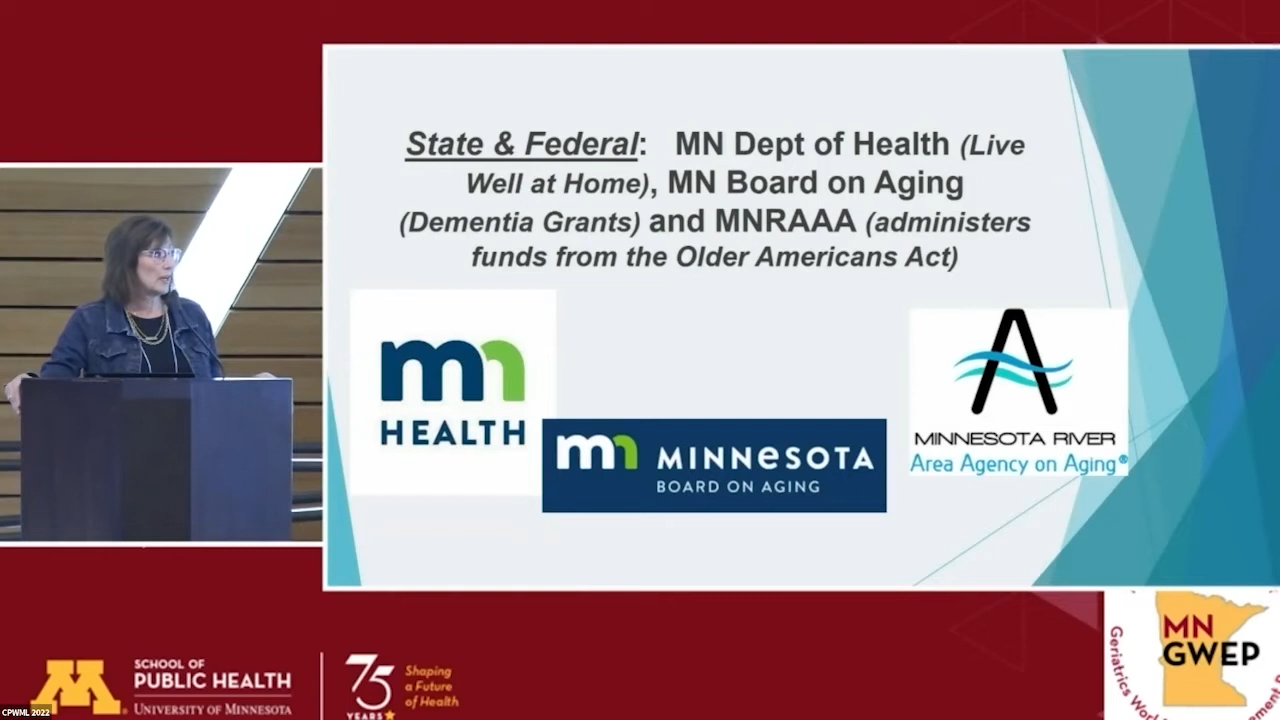 State & Federal: MN Dept of Health (Live
Well at Home), MN Board on Aging
(Dementia Grants) and MNRAAA (administers
funds from the Older Americans Act)
mn
HEALTH
mn MINNESOTA
BOARD ON AGING
A
MINNESOTA RIVER
Area Agency on Aging®
M
SCHOOL OF
PUBLIC HEALTH
UNIVERSITY OF MINNESOTA
75
YEARS
Shaping
a Future
of Health
MN
GWEP
Geriatrics
CPWML 2022